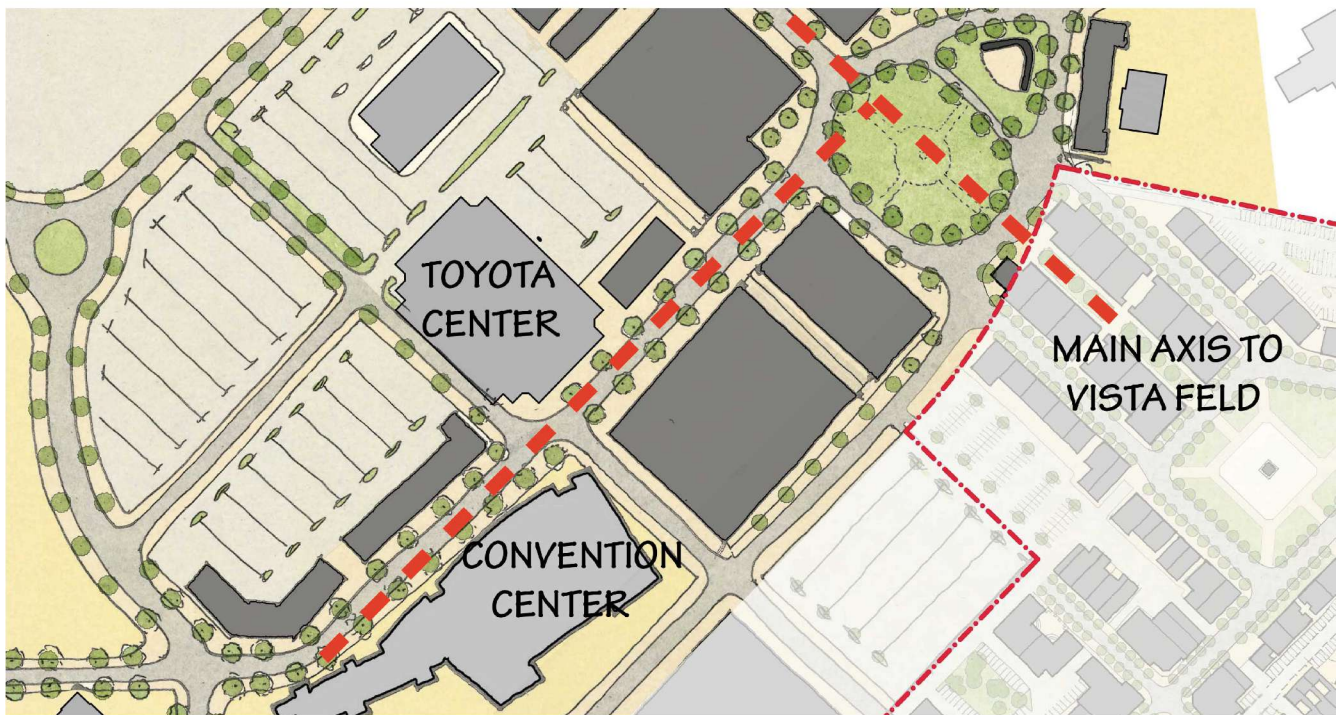 TOYOTA
CENTER
MAIN AXIS TO
VISTA FELD
CONVENTION
CENTER